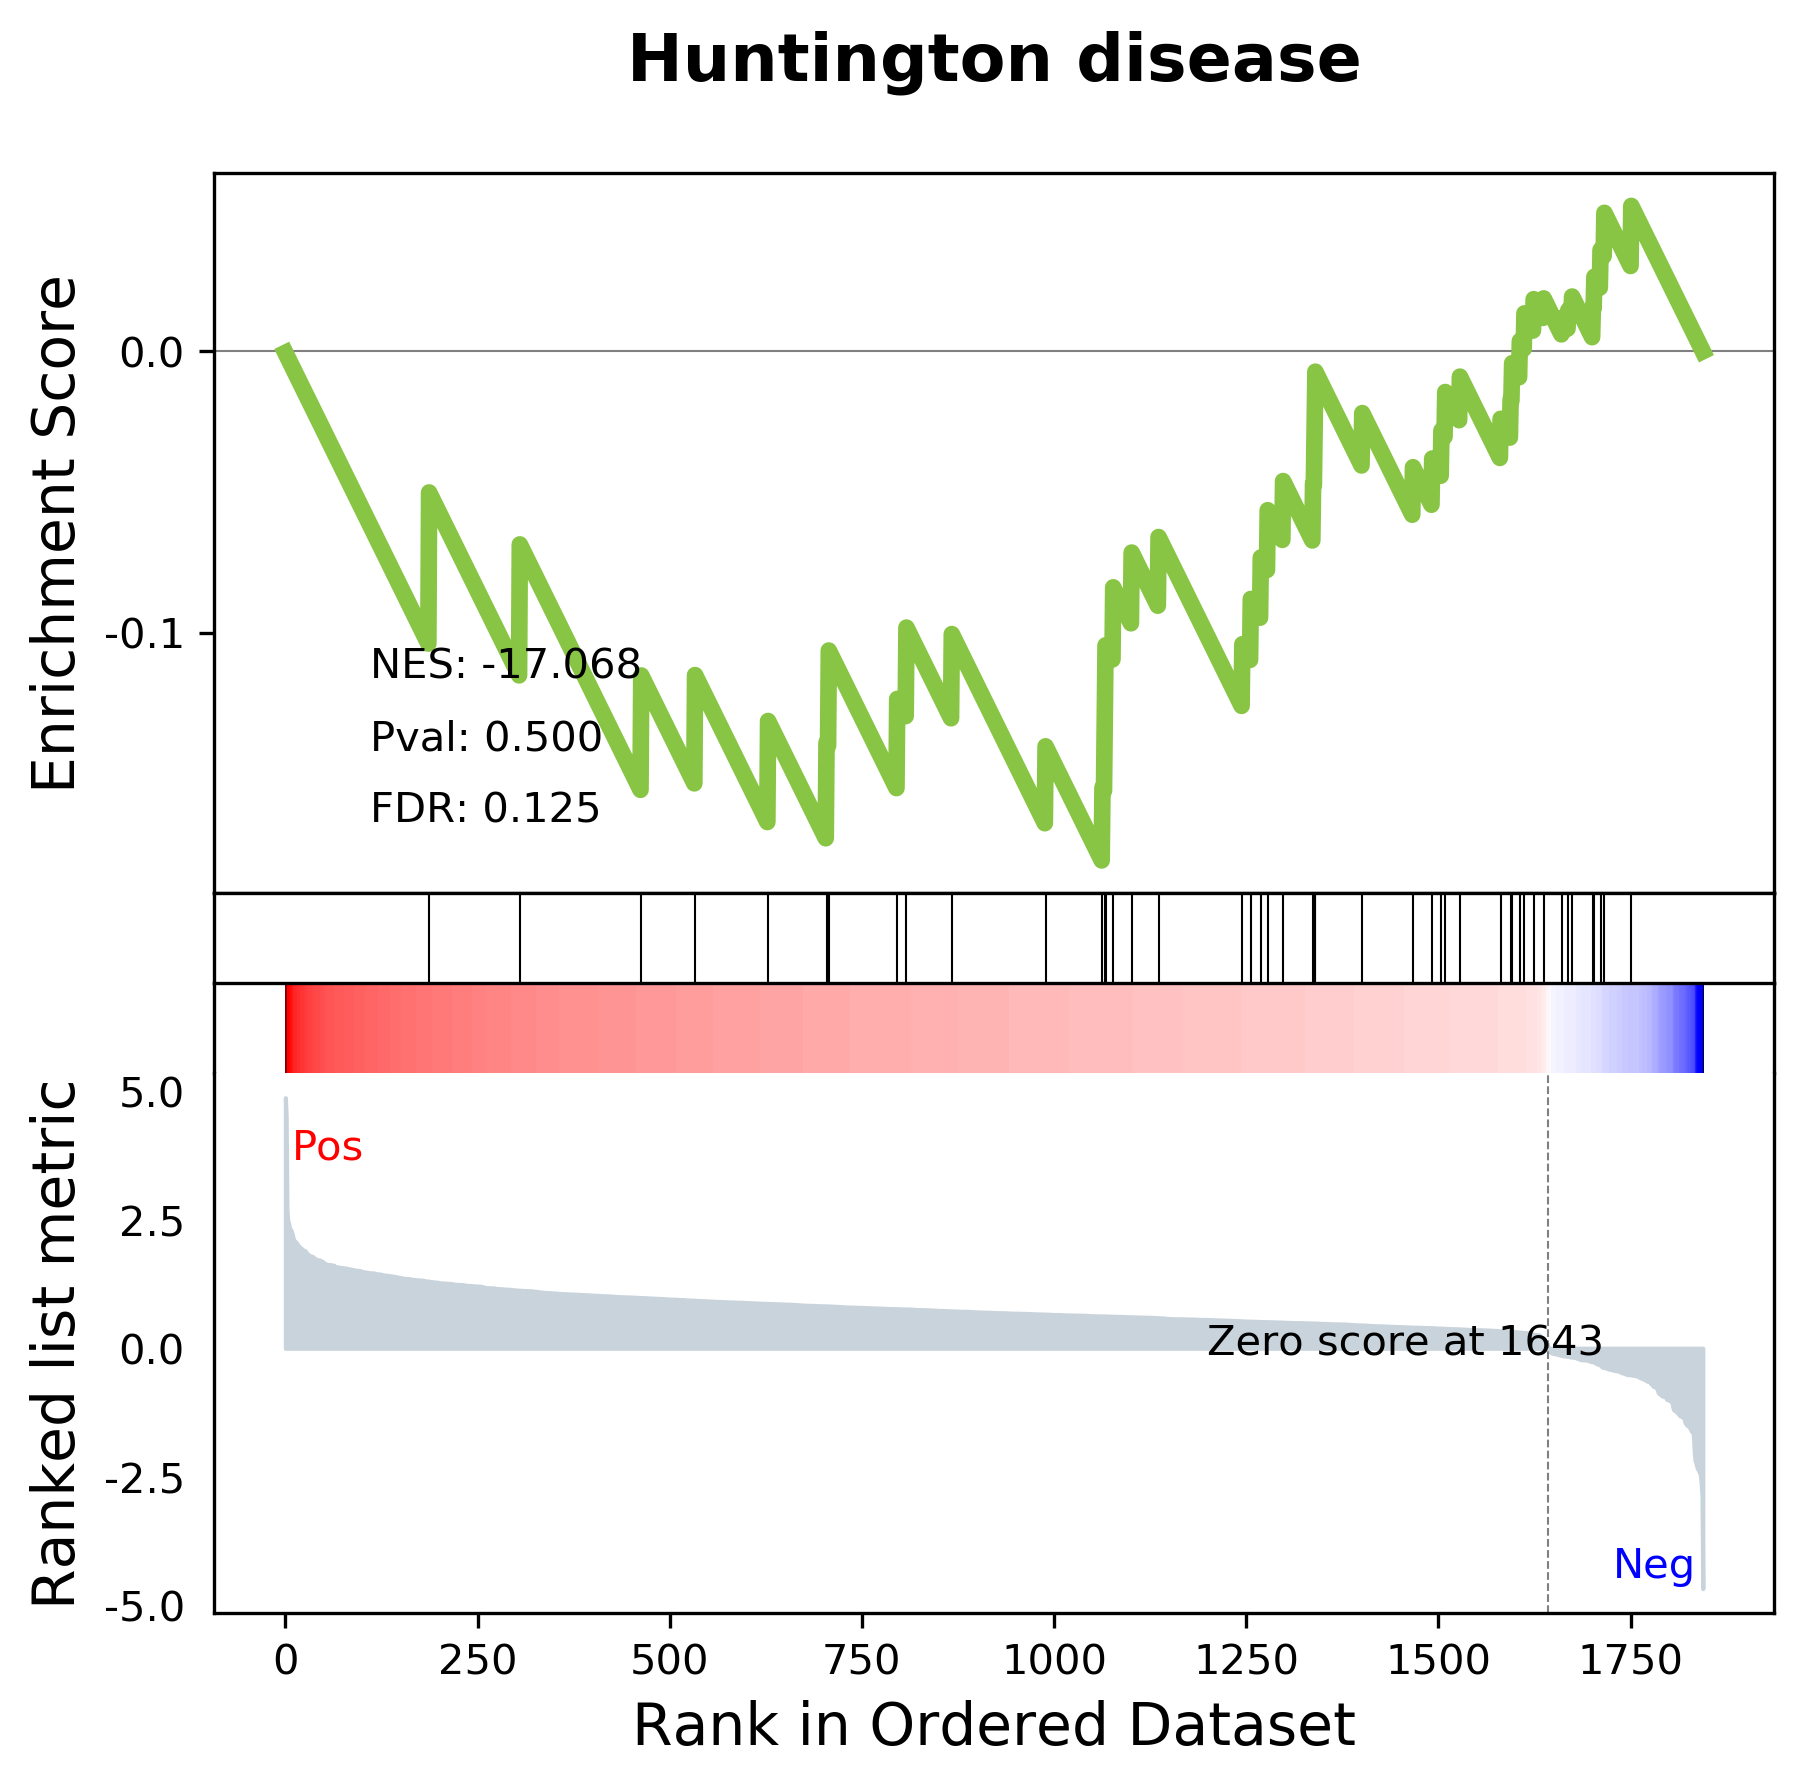 Huntington disease
Enrichment Score
0.0
-0.1
NES: -17.068
Pval: 0.500
FDR: 0.125
Ranked list metric
5.0
2.5
0.0
-2.5
-5.0
Pos
Zero score at 1643
Neg
0 250 500 750 1000 1250 1500 1750
Rank in Ordered Dataset